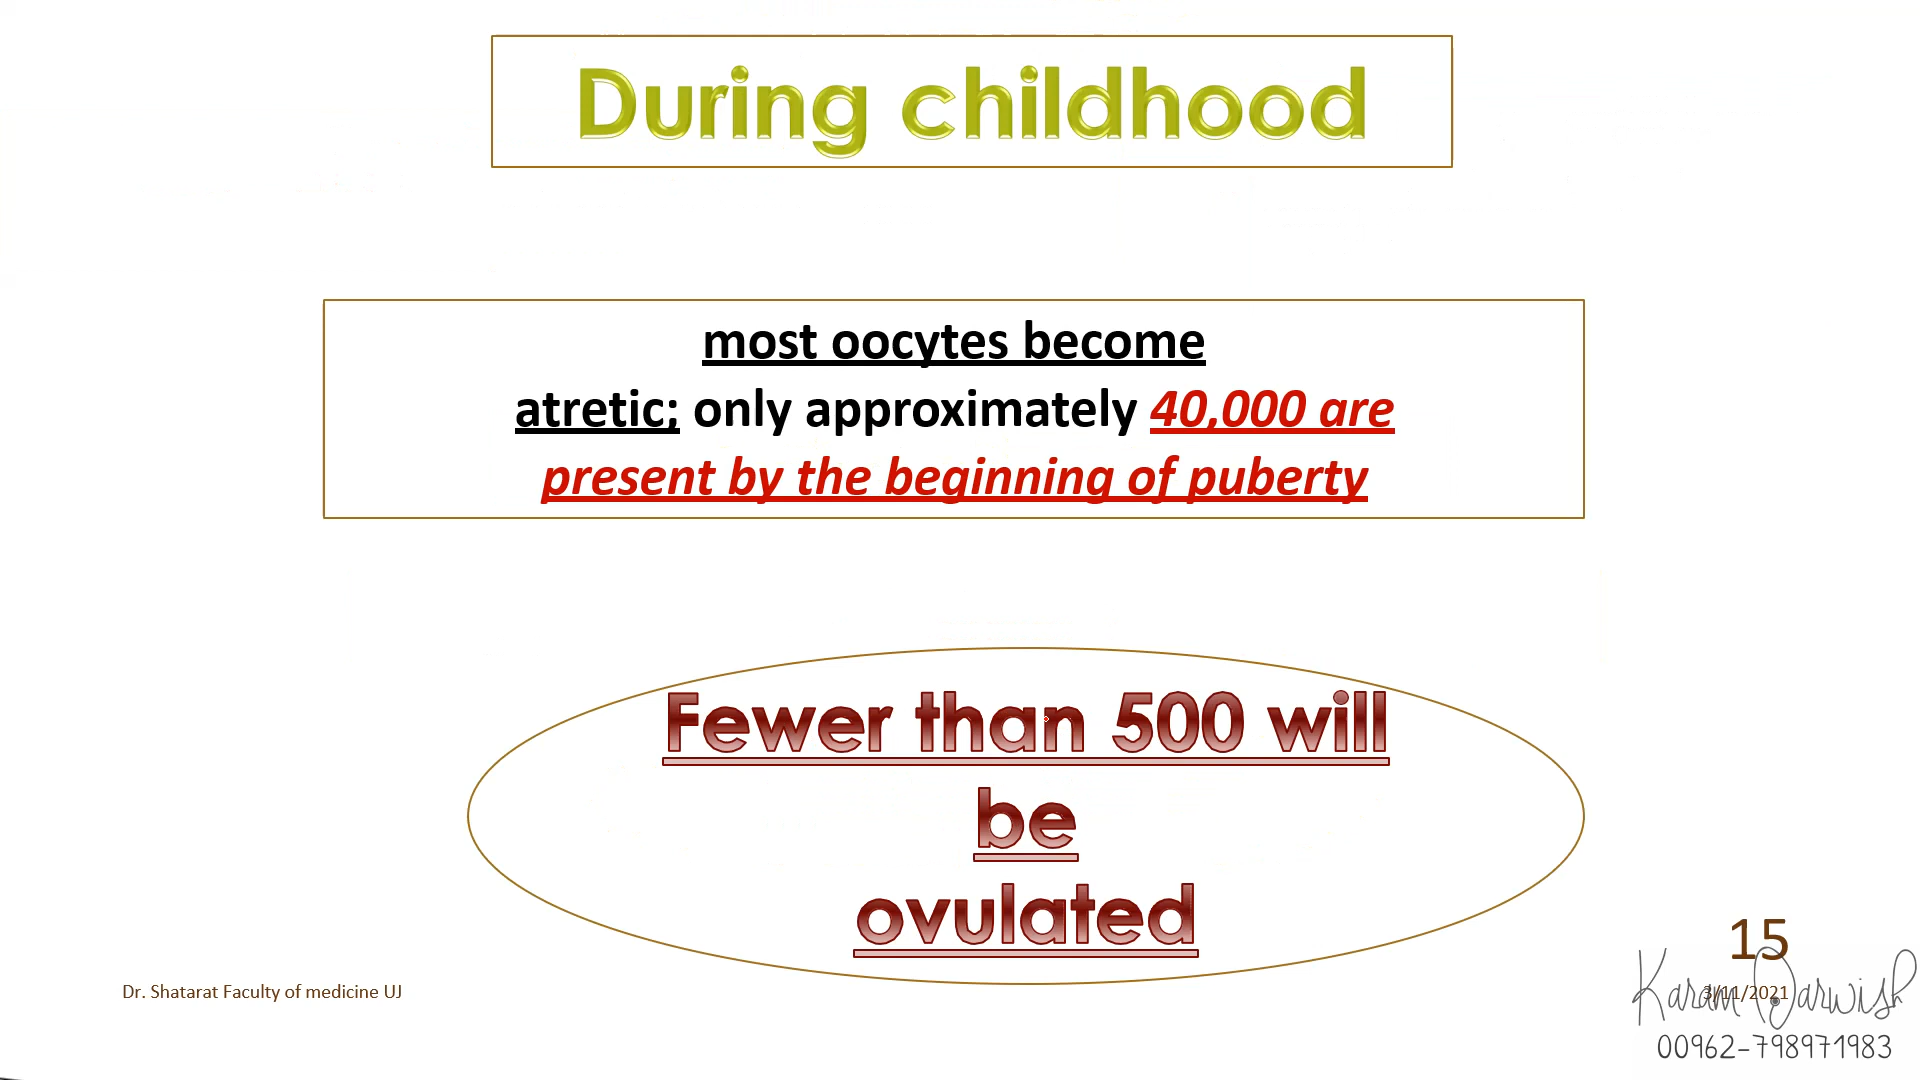 During childhood
most oocytes become
atretic; only approximately 40,000 are
present by the beginning of puberty
Fewer than 500 will
be
ovulated
15
Dr. Shatarat Faculty of medicine UJ
3/11/2021
Karam Darwish
00962-798971983